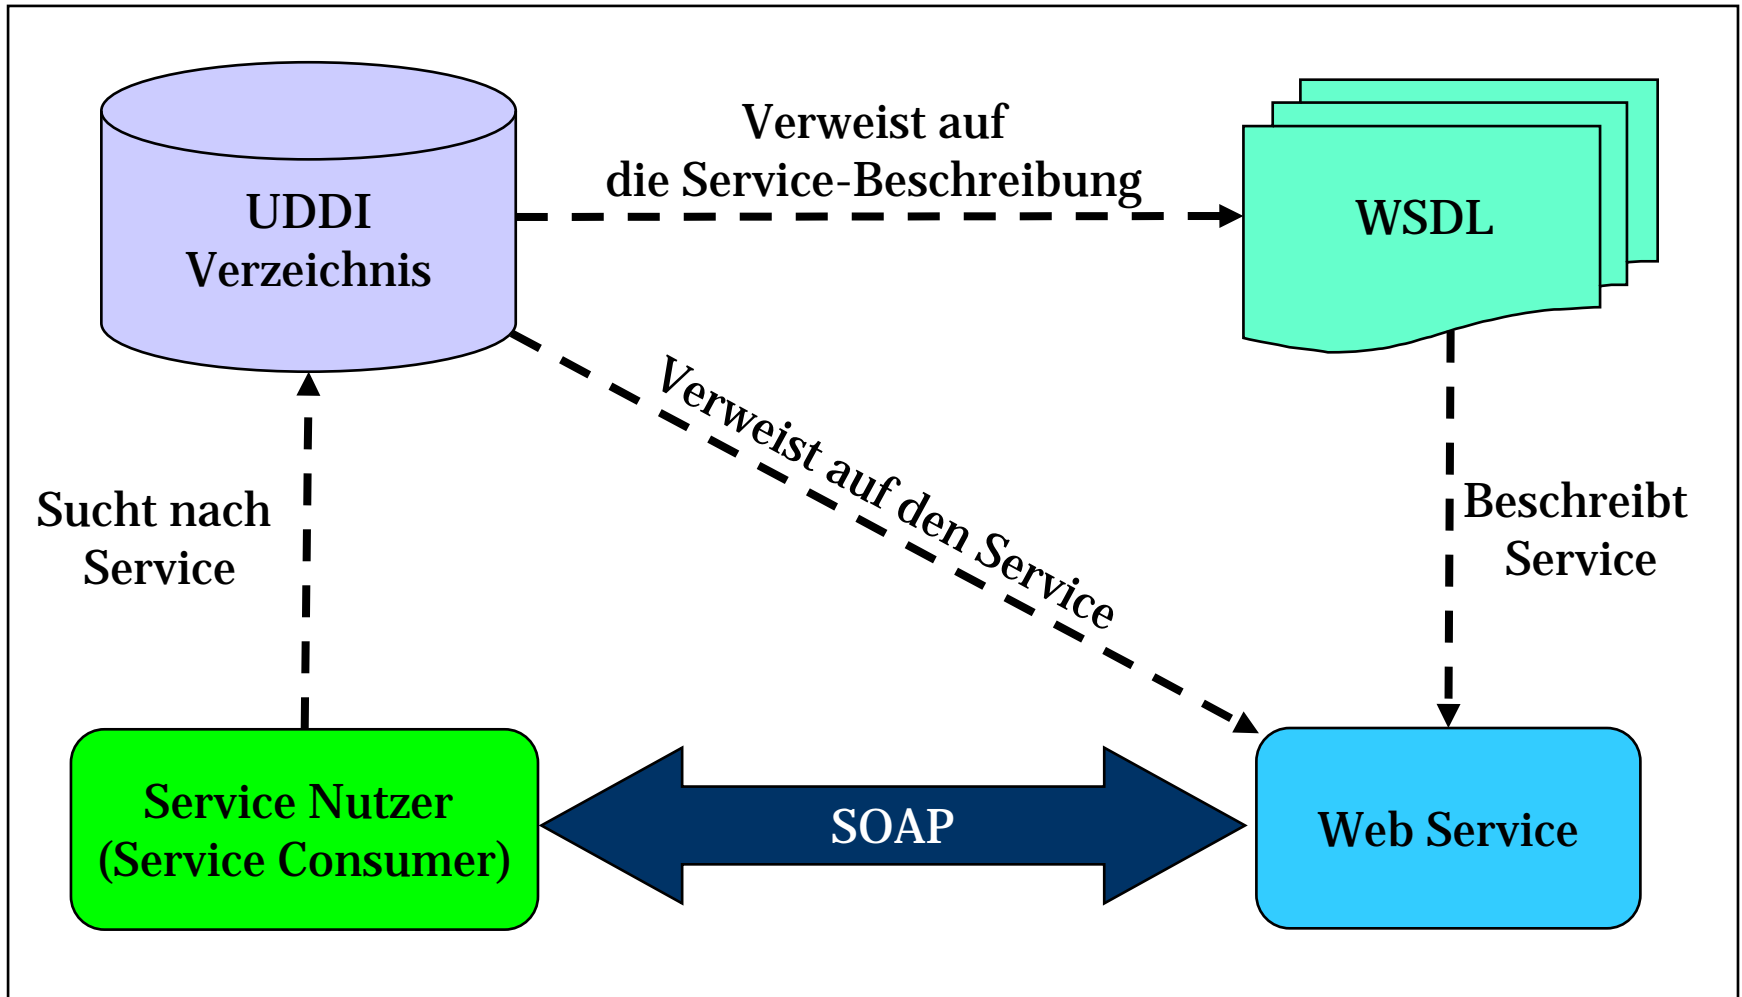 Verweist auf
die Service-Beschreibung
UDDI
Verzeichnis
WSDL
Verweist auf den Service
Sucht nach
Service
Beschreibt
Service
Service Nutzer
(Service Consumer)
SOAP
Web Service